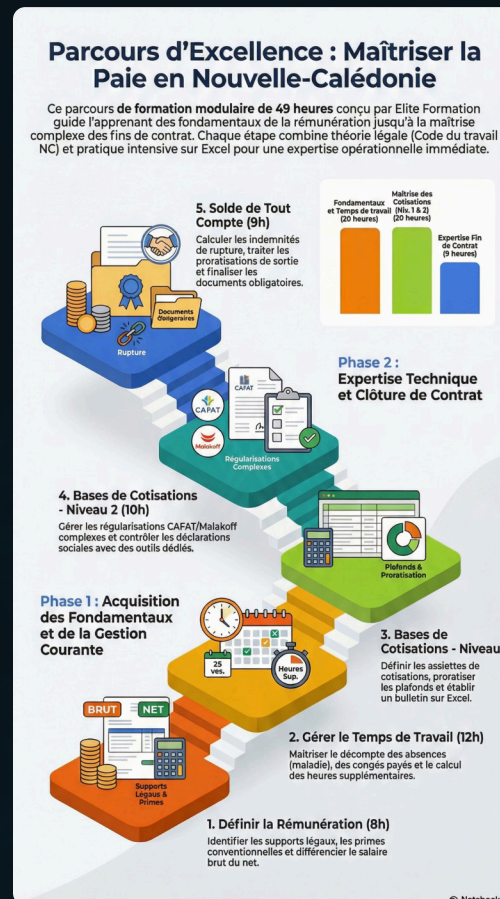 Parcours d'Excellence : Maîtriser la
Paie en Nouvelle-Calédonie
Ce parcours de formation modulaire de 49 heures conçu par Elite Formation
guide l'apprenant des fondamentaux de la rémunération jusqu'à la maîtrise
complexe des fins de contrat. Chaque étape combine théorie légale (Code du travail
NC) et pratique intensive sur Excel pour une expertise opérationnelle immédiate.
5. Solde de Tout
Compte (9h)
Calculer les indemnités
de rupture, traiter les
proratisations de sortie
et finaliser les
documents obligatoires.
Fondamentaux
et Temps de travail
(20 heures)
Maîtrise des
Cotisations
(Niv. 1 & 2)
(20 heures)
Expertise Fin
de Contrat
(9 heures)
Documents
Rupture
Phase 2 :
Expertise Technique
et Clôture de Contrat
CAFAT
CAPAT
Malakoff
Régularisations
Complexes
4. Bases de Cotisations
- Niveau 2 (10h)
Gérer les régularisations CAFAT/Malakoff
complexes et contrôler les déclarations
sociales avec des outils dédiés.
Plafonds &
Proratisation
Phase 1 : Acquisition
des Fondamentaux
et de la Gestion
Courante
25
ves.
Heures
Sup.
3. Bases de
Cotisations - Niveau
Définir les assiettes de
cotisations, proratiser
les plafonds et établir
un bulletin sur Excel.
BRUT
NET
Supports
Légaux &
Primes
2. Gérer le Temps de Travail (12h)
Maîtriser le décompte des absences
(maladie), des congés payés et le calcul
des heures supplémentaires.
1. Définir la Rémunération (8h)
Identifier les supports légaux, les primes
conventionnelles et différencier le salaire
brut du net.